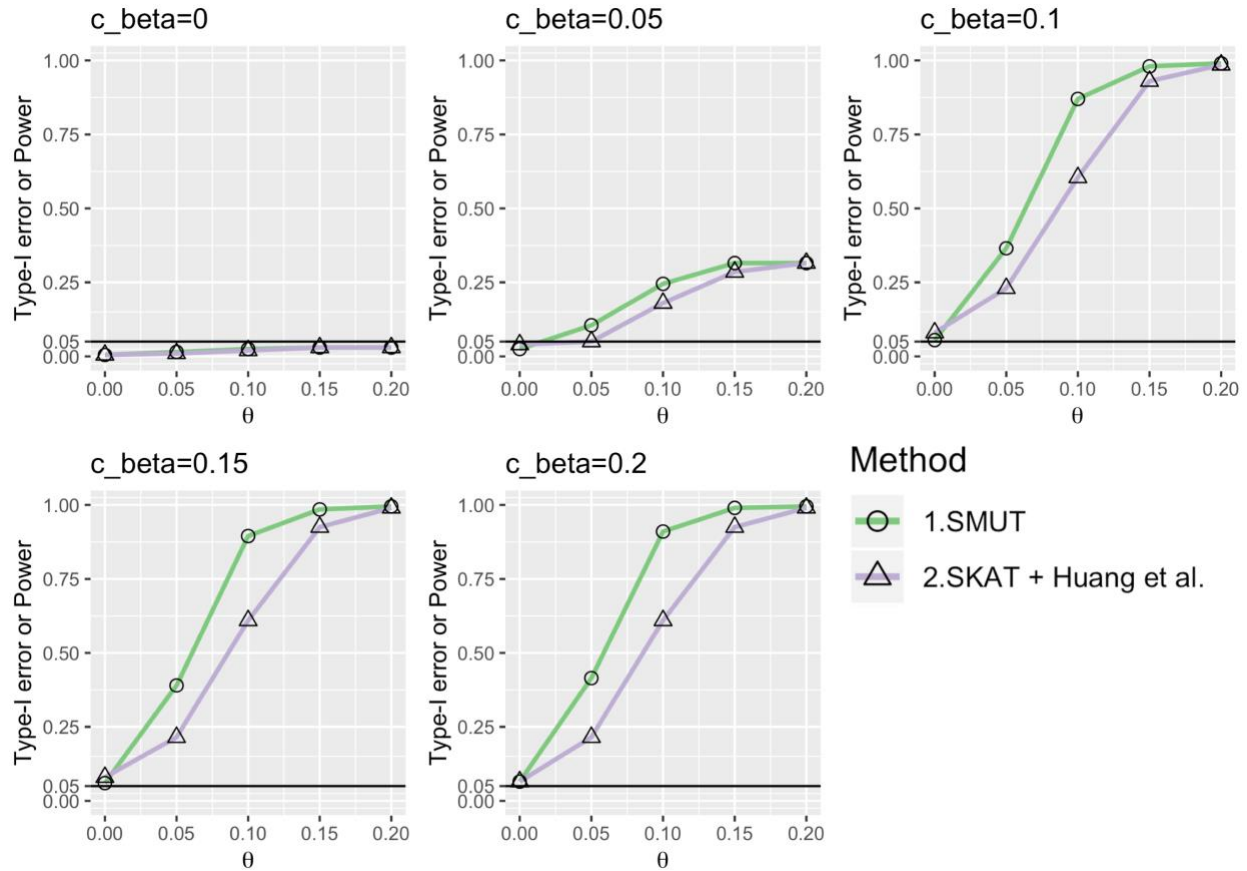 c_beta=0
Type-I error or Power
1.00
0.75
0.50
0.25
0.05
0.00
0.00 0.05 0.10 0.15 0.20
θ
c_beta=0.05
Type-I error or Power
1.00
0.75
0.50
0.25
0.05
0.00
0.00 0.05 0.10 0.15 0.20
θ
c_beta=0.1
Type-I error or Power
1.00
0.75
0.50
0.25
0.05
0.00
0.00 0.05 0.10 0.15 0.20
θ
c_beta=0.15
Type-I error or Power
1.00
0.75
0.50
0.25
0.05
0.00
0.00 0.05 0.10 0.15 0.20
θ
c_beta=0.2
Type-I error or Power
1.00
0.75
0.50
0.25
0.05
0.00
0.00 0.05 0.10 0.15 0.20
θ
Method
1.SMUT
2.SKAT + Huang et al.